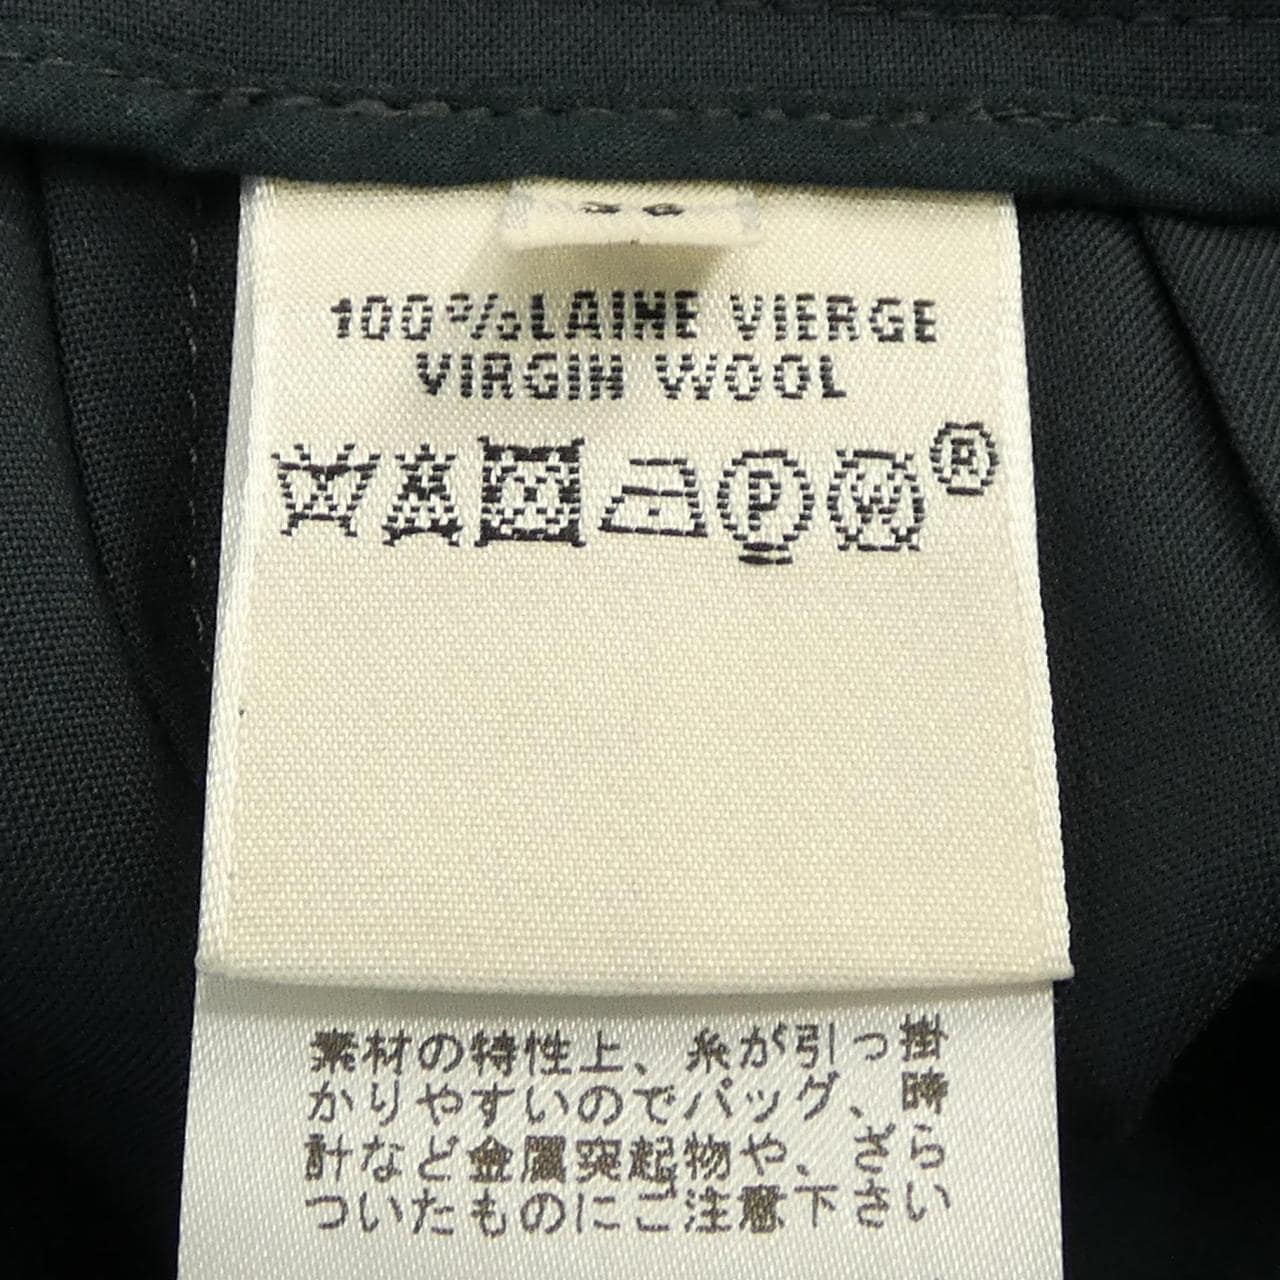 36
100%LAINE VIERGE
VIRGIN WOOL
P W ®
素材の特性上、糸が引っ掛
かりやすいのでバッグ、時
計など金属突起物や、ざら
ついたものにご注意下さい